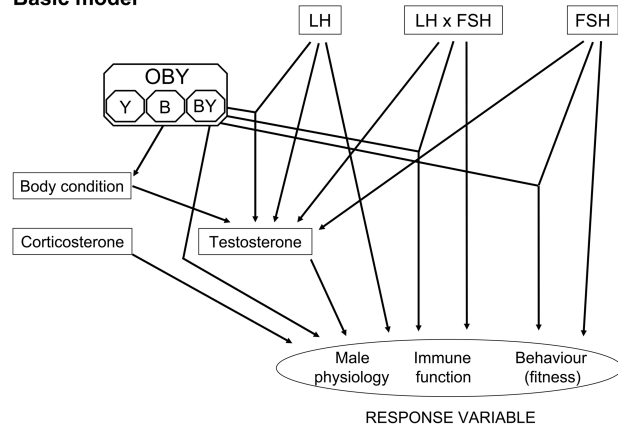 Basic model
LH
LH x FSH
FSH
OBY
Y
B
BY
Body condition
Corticosterone
Testosterone
Male
physiology
Immune
function
Behaviour
(fitness)
RESPONSE VARIABLE